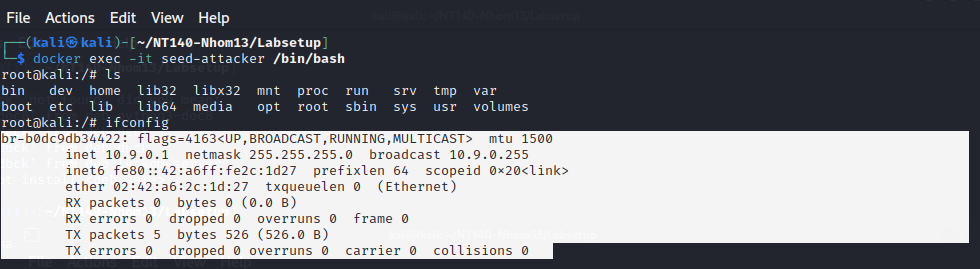 File Actions Edit View Help
┌──(kali㉿kali)-[~/NT140-Nhom13/Labsetup]
└─$ docker exec -it seed-attacker /bin/bash
root@kali:/# ls
bin dev home lib32 libx32 mnt proc run srv tmp var
boot etc lib lib64 media opt root sbin sys usr volumes
root@kali:/# ifconfig
br-b0dc9db34422: flags=4163<UP,BROADCAST,RUNNING,MULTICAST> mtu 1500
inet 10.9.0.1 netmask 255.255.255.0 broadcast 10.9.0.255
inet6 fe80::42:a6ff:fe2c:1d27 prefixlen 64 scopeid 0×20<link>
ether 02:42:a6:2c:1d:27 txqueuelen 0 (Ethernet)
RX packets 0 bytes 0 (0.0 B)
RX errors 0 dropped 0 overruns 0 frame 0
TX packets 5 bytes 526 (526.0 B)
TX errors 0 dropped 0 overruns 0 carrier 0 collisions 0